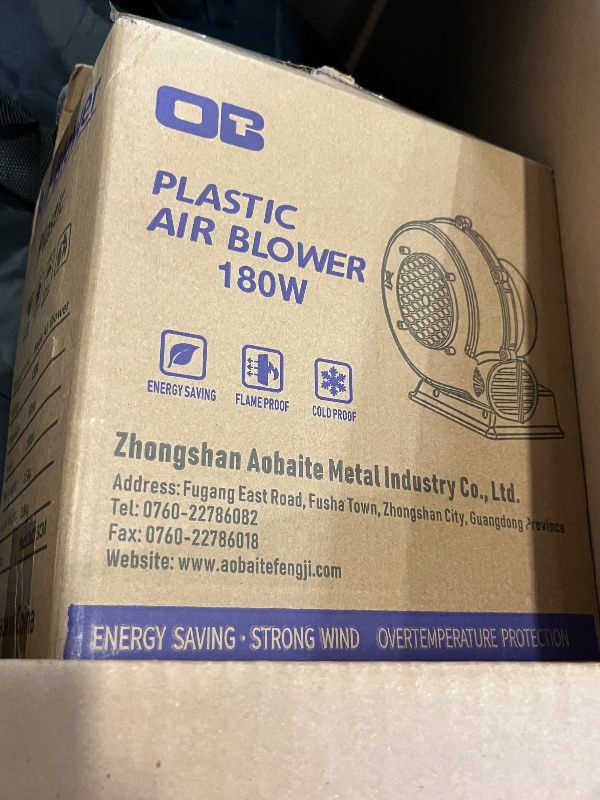 OB
PLASTIC
AIR BLOWER
180W
ENERGY SAVING
FLAME PROOF
COLD PROOF
Zhongshan Aobaite Metal Industry Co., Ltd.
Address: Fugang East Road, Fusha Town, Zhongshan City, Guangdong Province
Tel: 0760-22786082
Fax: 0760-22786018
Website: www.aobaitefengji.com
ENERGY SAVING · STRONG WIND OVERTEMPERATURE PROTECTION
Plastic